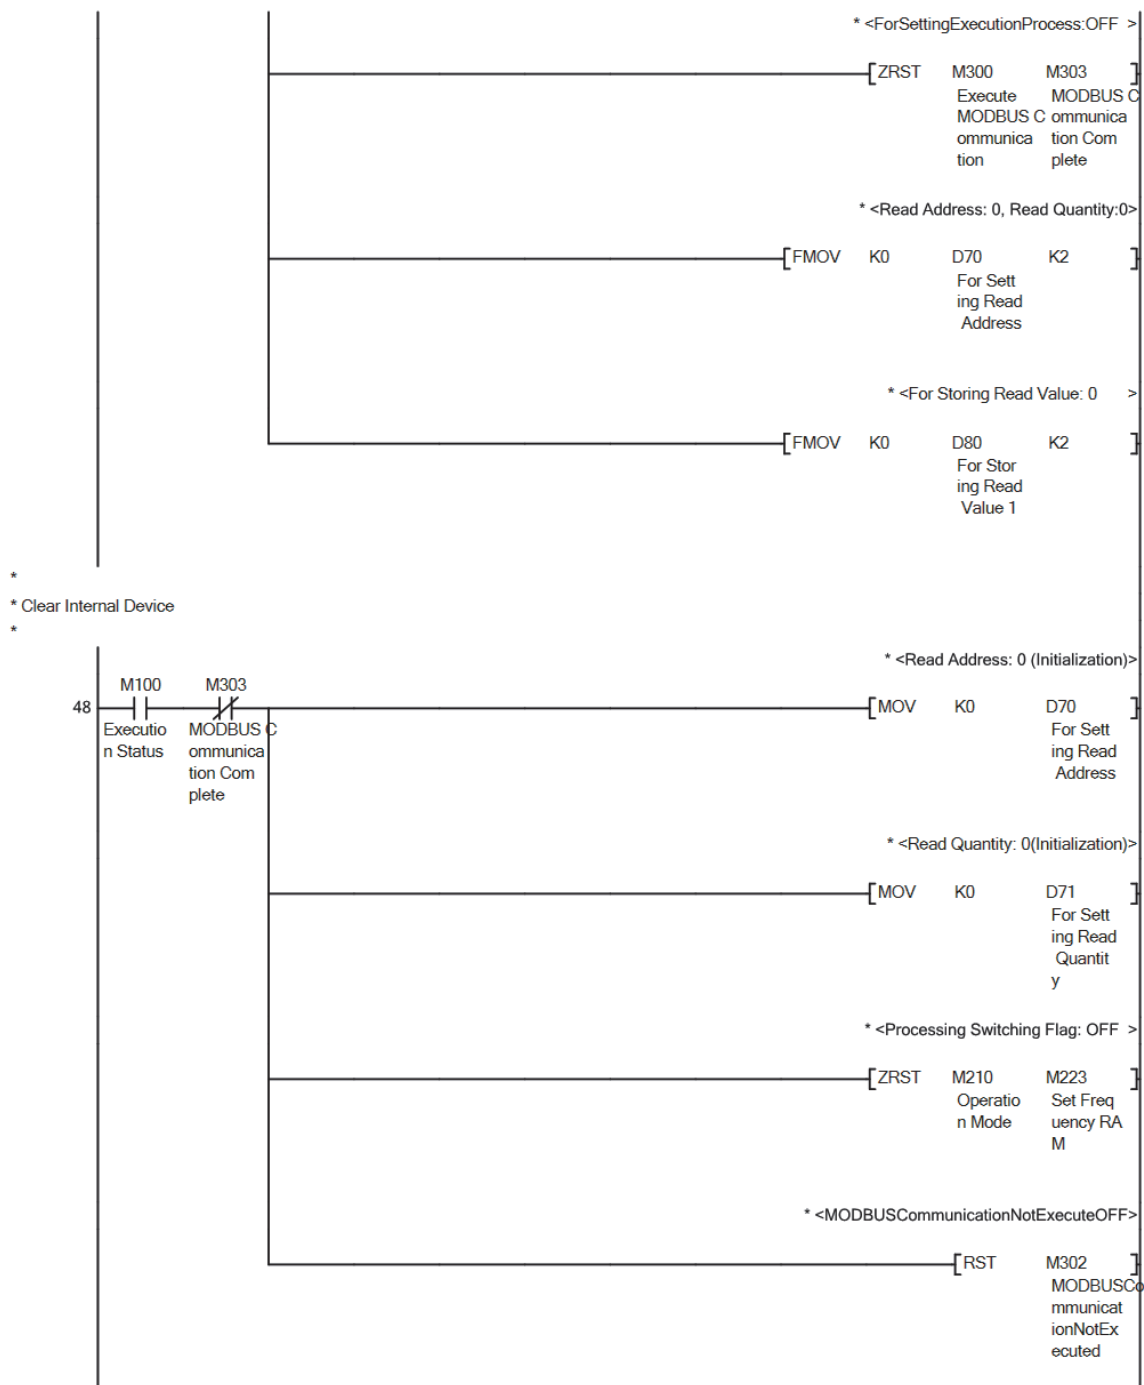 * <ForSettingExecutionProcess:OFF >
ZRST M300 M303
Execute MODBUS C
MODBUS C ommunica
ommunica tion Com
tion plete
* <Read Address: 0, Read Quantity:0>
FMOV K0 D70 K2
For Sett
ing Read
Address
* <For Storing Read Value: 0 >
FMOV K0 D80 K2
For Stor
ing Read
Value 1
*
* Clear Internal Device
*
* <Read Address: 0 (Initialization)>
M100 M303
48 MOV K0 D70
Executio MODBUS C For Sett
n Status ommunica ing Read
tion Com Address
plete
* <Read Quantity: 0(Initialization)>
MOV K0 D71
For Sett
ing Read
Quantit
y
* <Processing Switching Flag: OFF >
ZRST M210 M223
Operatio Set Freq
n Mode uency RA
M
* <MODBUSCommunicationNotExecuteOFF>
RST M302
MODBUSCo
mmunicat
ionNotEx
ecuted